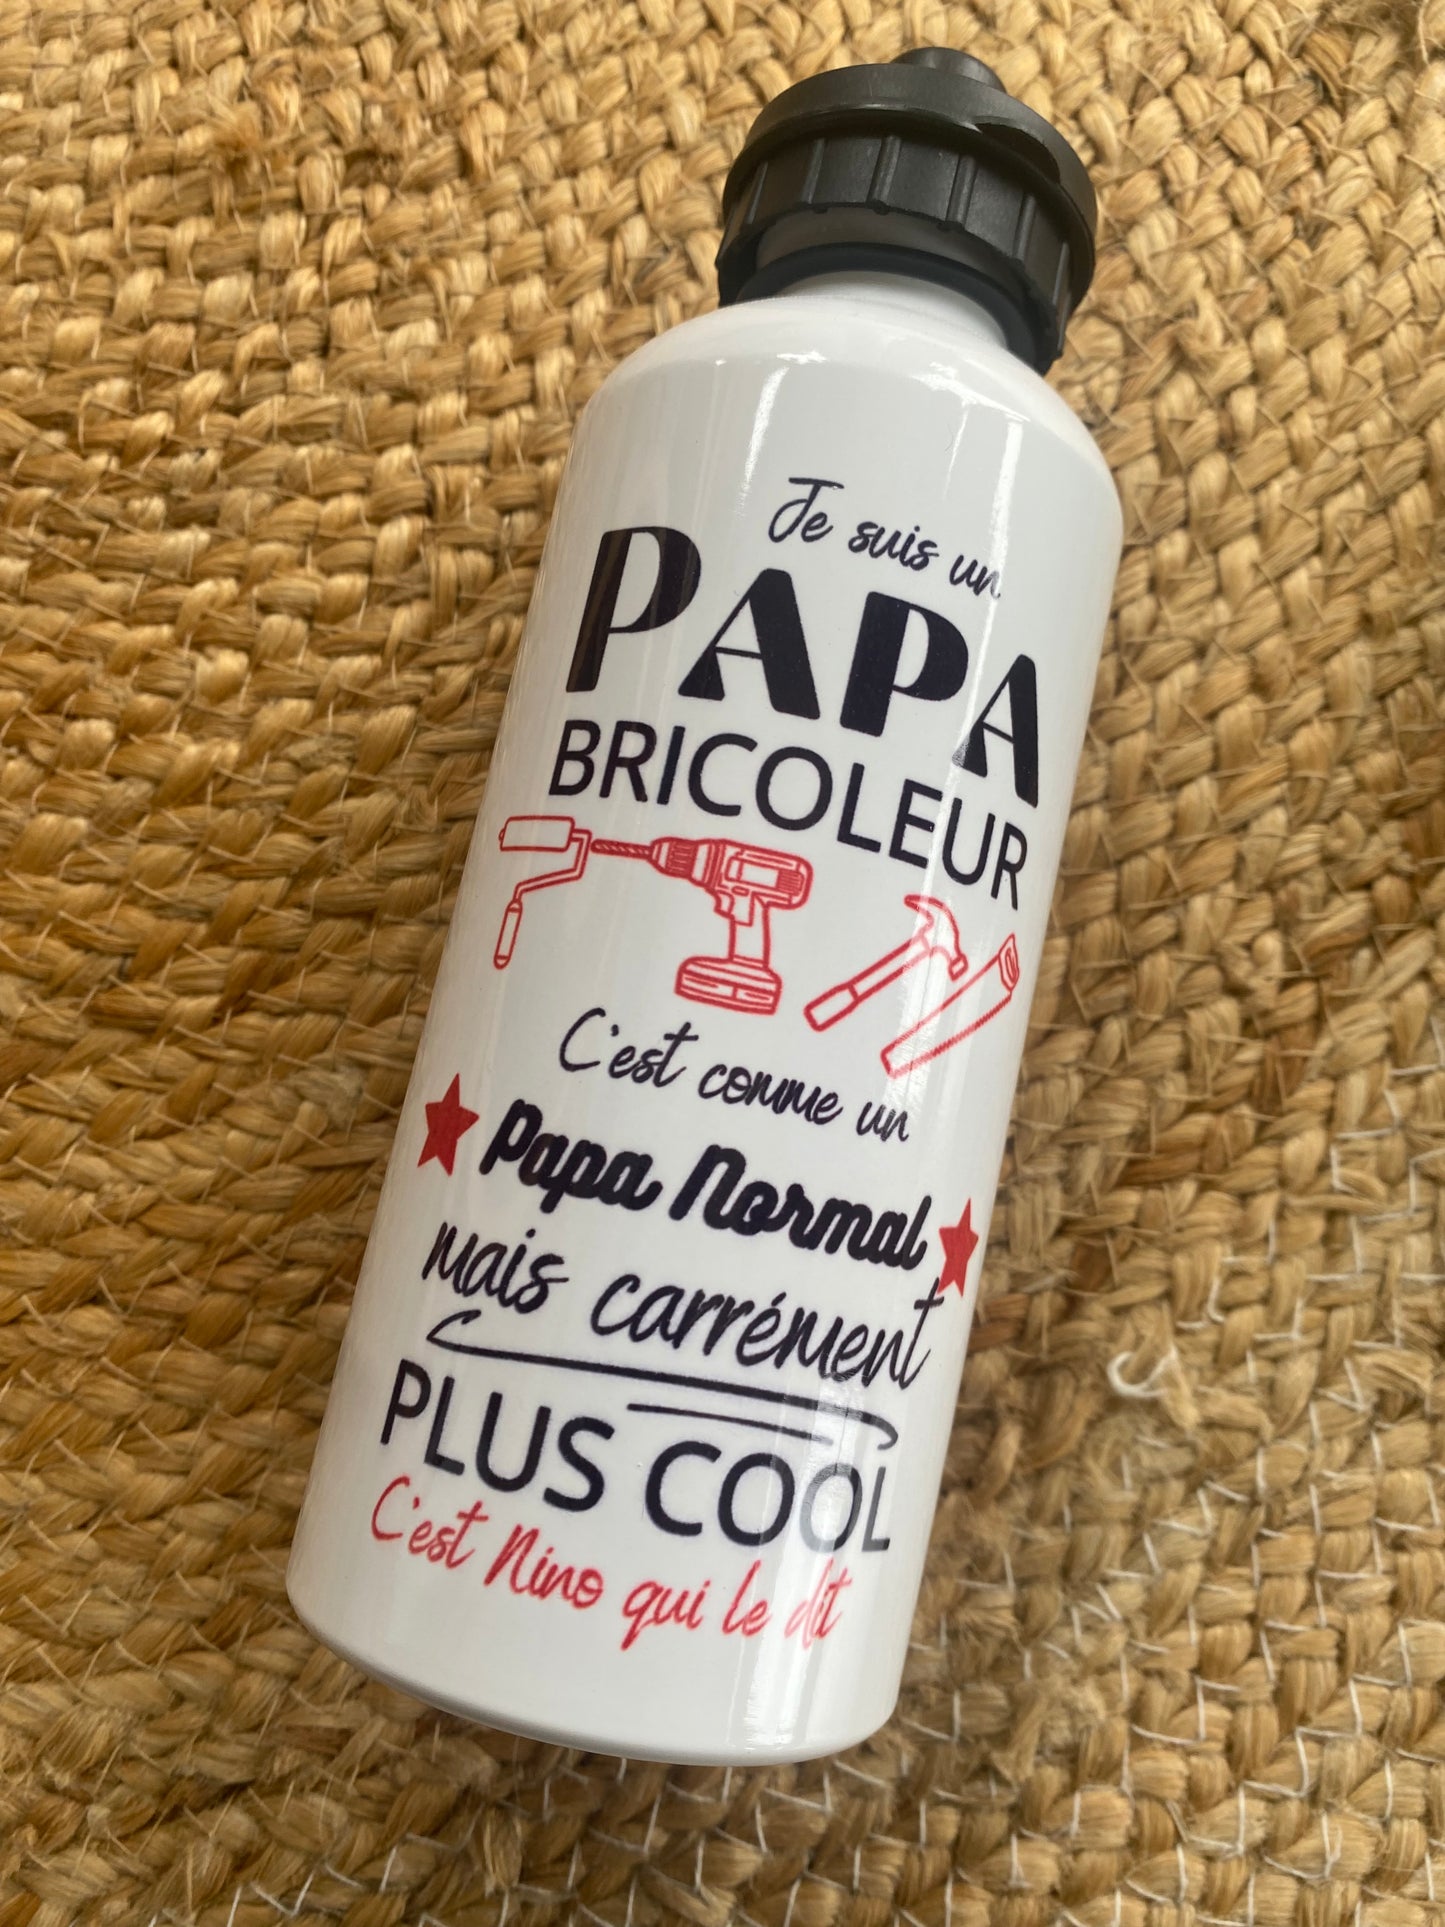 Je suis un
PAPA
BRICOLEUR
C'est comme un
Papa Normal
mais carrément
PLUS COOL
C'est Nino qui le dit